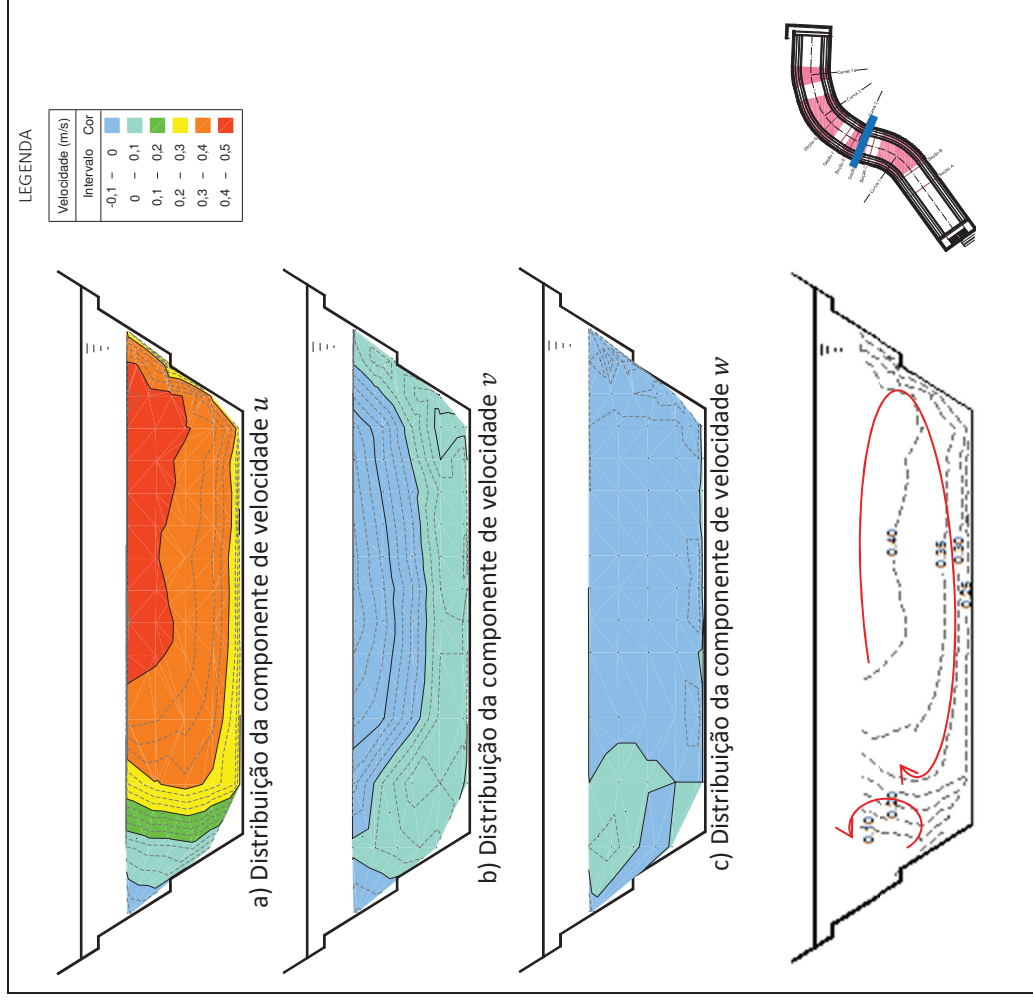 LEGENDA
Velocidade (m/s)
Intervalo Cor
-0,1 – 0
0 – 0,1
0,1 – 0,2
0,2 – 0,3
0,3 – 0,4
0,4 – 0,5
a) Distribuição da componente de velocidade u
b) Distribuição da componente de velocidade v
c) Distribuição da componente de velocidade w
0.40
0.35
0.30
0.25
0.20
0.10
Seção A
Seção B